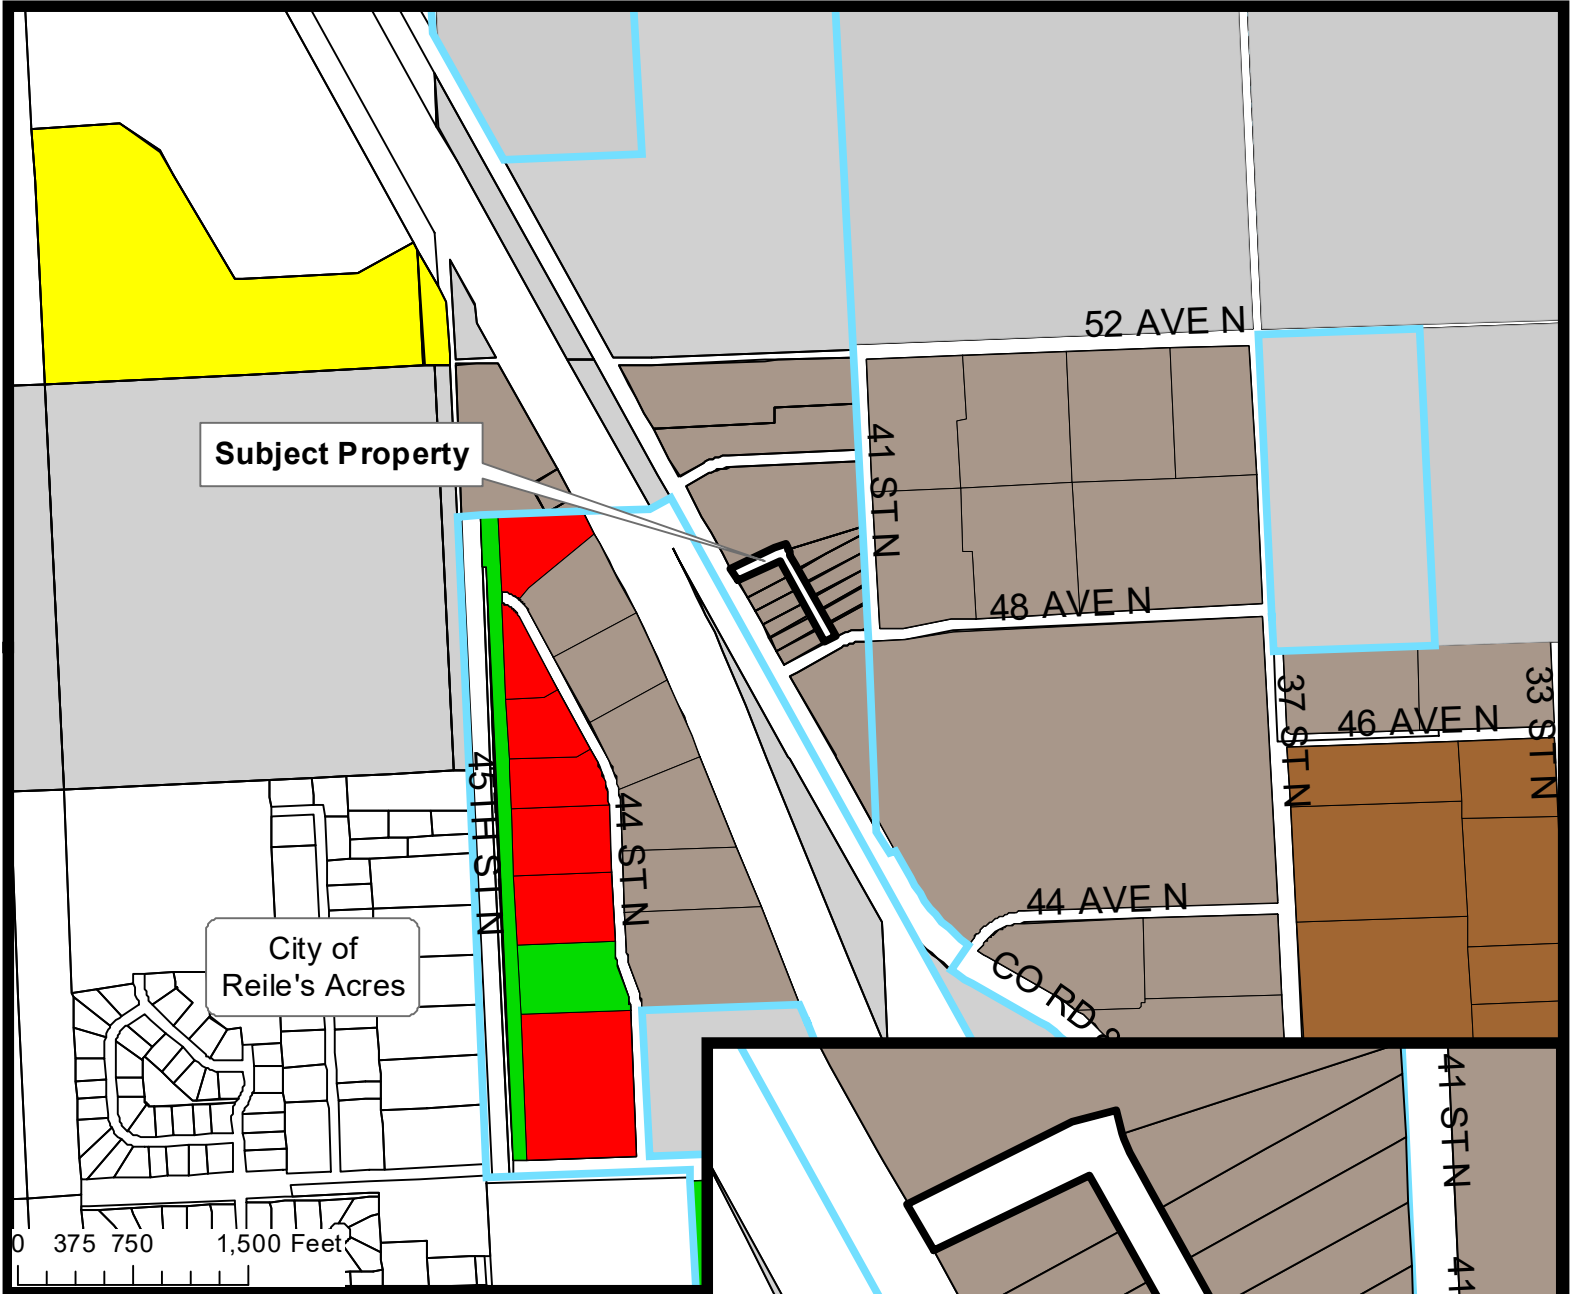 52 AVE N
Subject Property
41 ST N
48 AVE N
37 ST N
46 AVE N
33 ST N
45TH ST N
44 ST N
44 AVE N
City of
Reile's Acres
CO RD
41 ST N
0 375 750 1,500 Feet
41